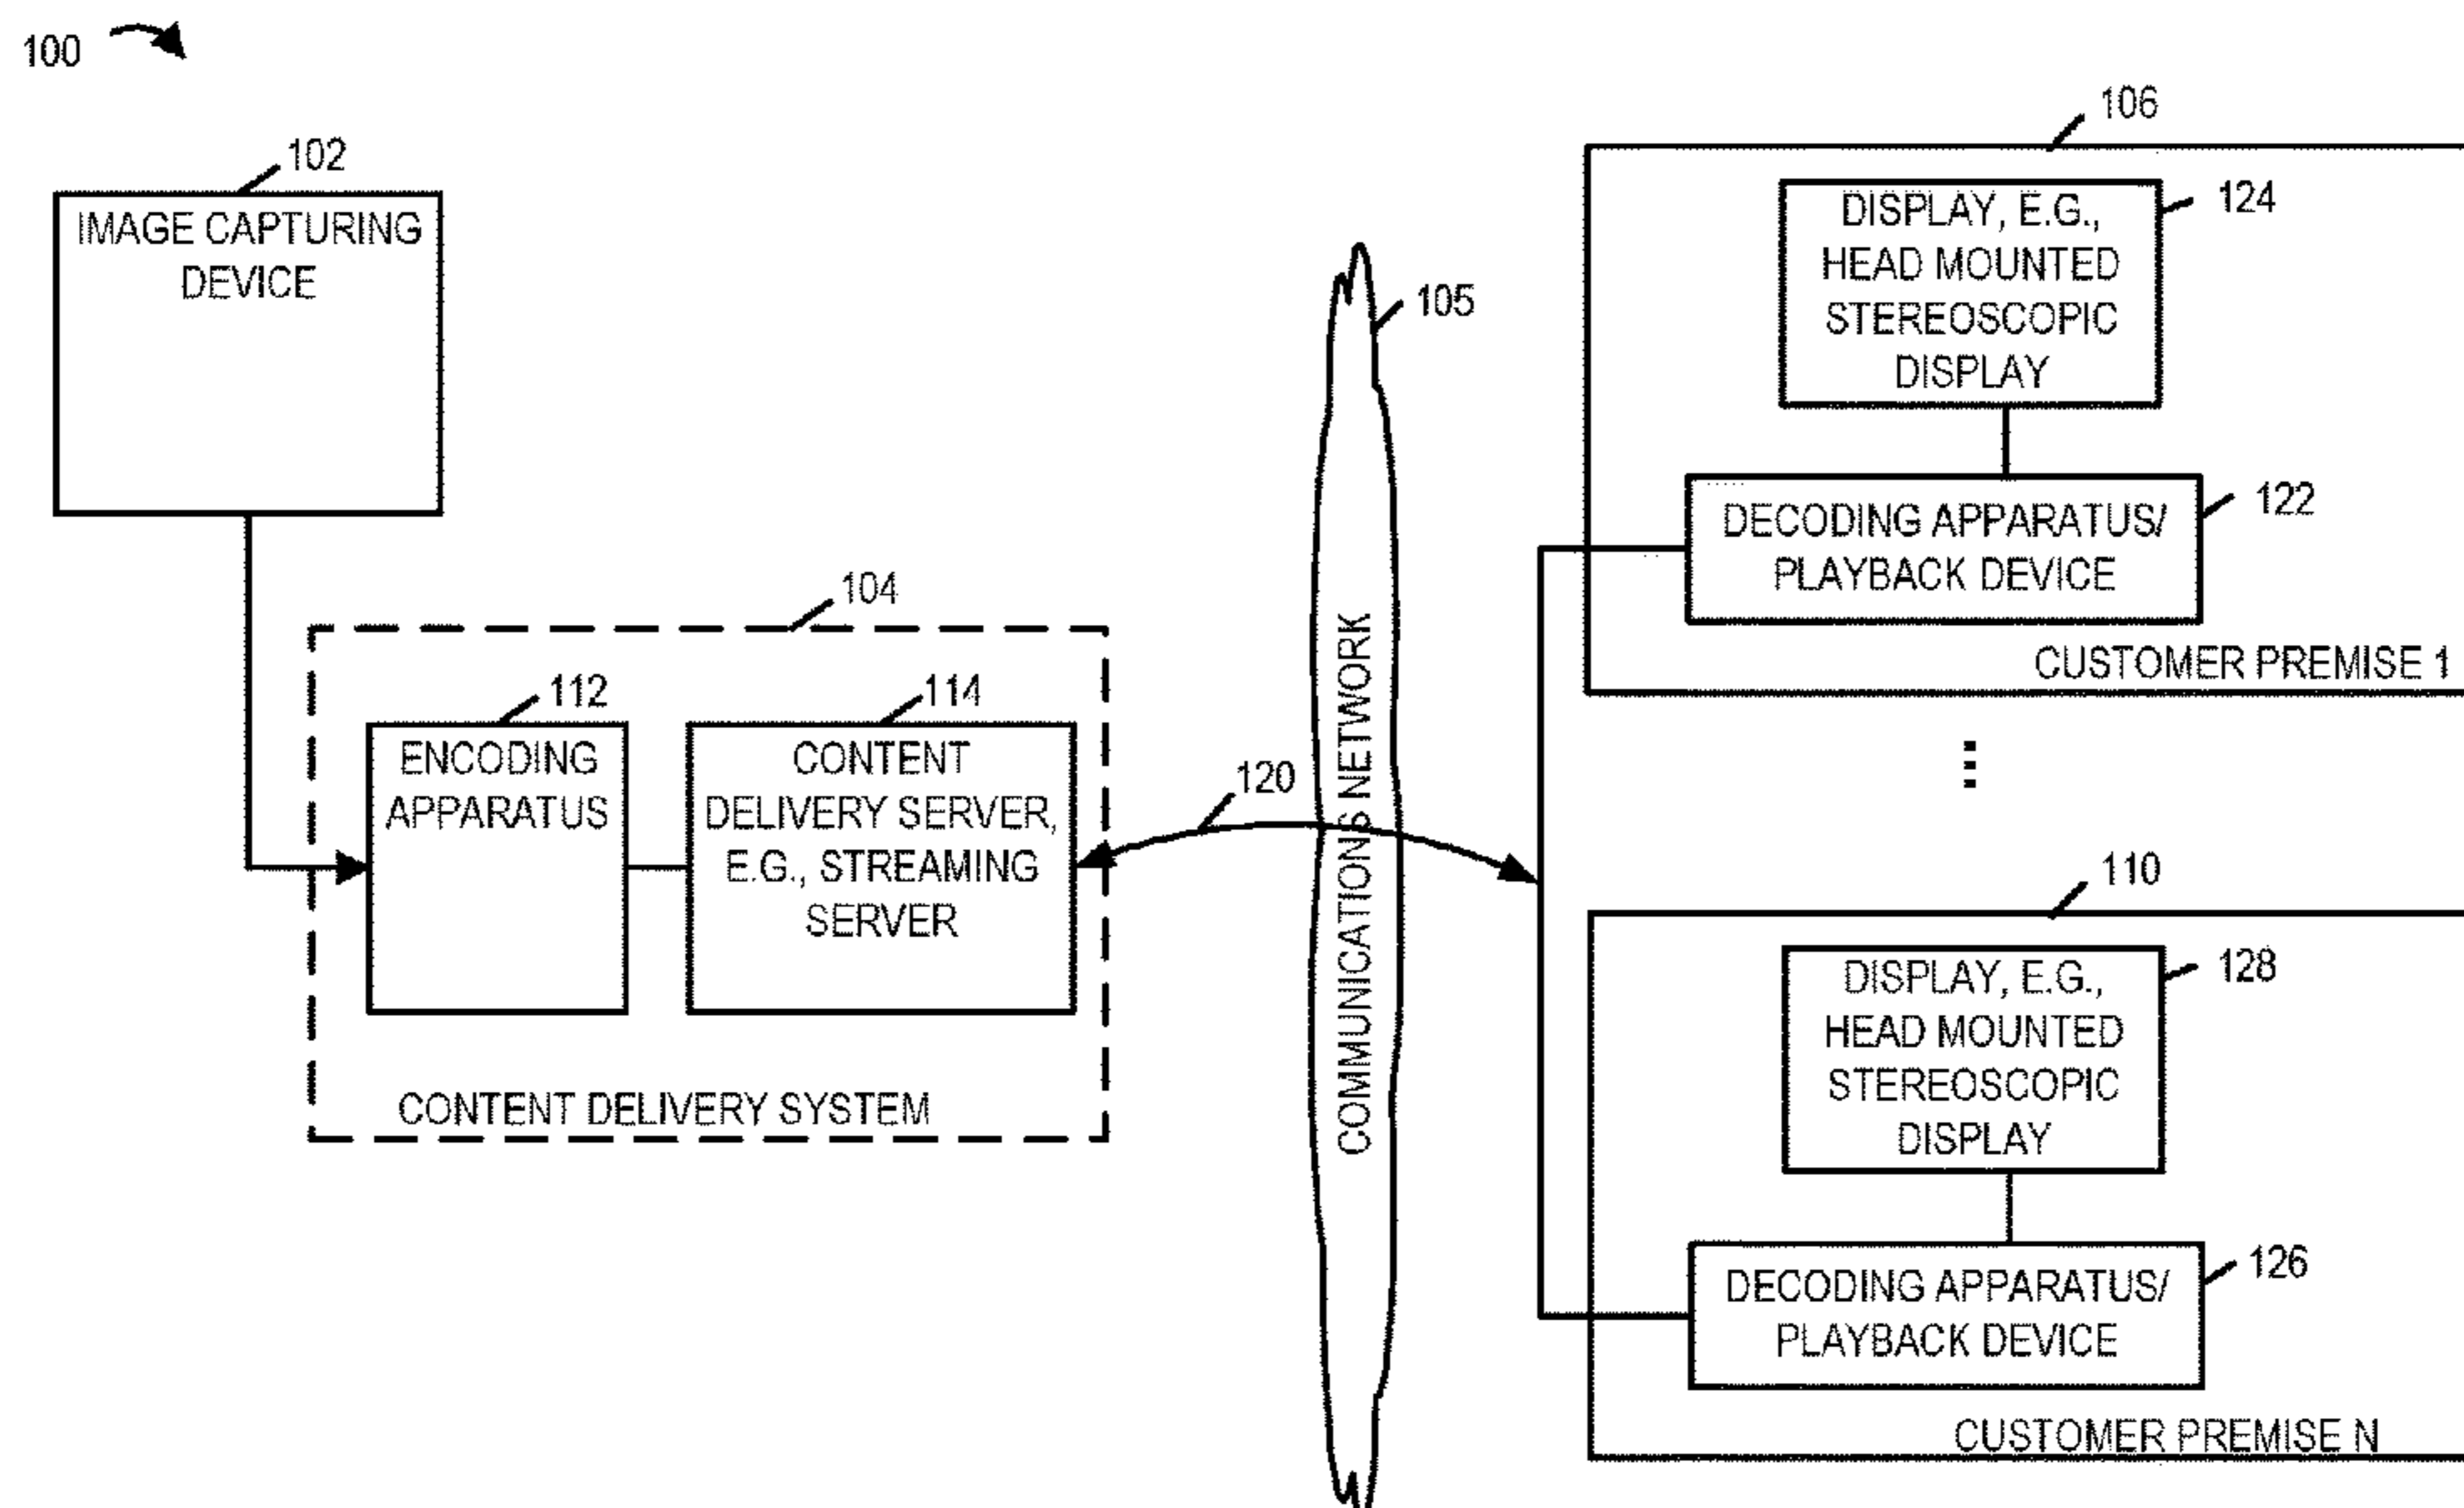 100
102
IMAGE CAPTURING
DEVICE
104
112
ENCODING
APPARATUS
114
CONTENT
DELIVERY SERVER,
E.G., STREAMING
SERVER
CONTENT DELIVERY SYSTEM
120
105
COMMUNICATIONS NETWORK
106
124
DISPLAY, E.G.,
HEAD MOUNTED
STEREOSCOPIC
DISPLAY
122
DECODING APPARATUS/
PLAYBACK DEVICE
CUSTOMER PREMISE 1
110
128
DISPLAY, E.G.,
HEAD MOUNTED
STEREOSCOPIC
DISPLAY
126
DECODING APPARATUS/
PLAYBACK DEVICE
CUSTOMER PREMISE N